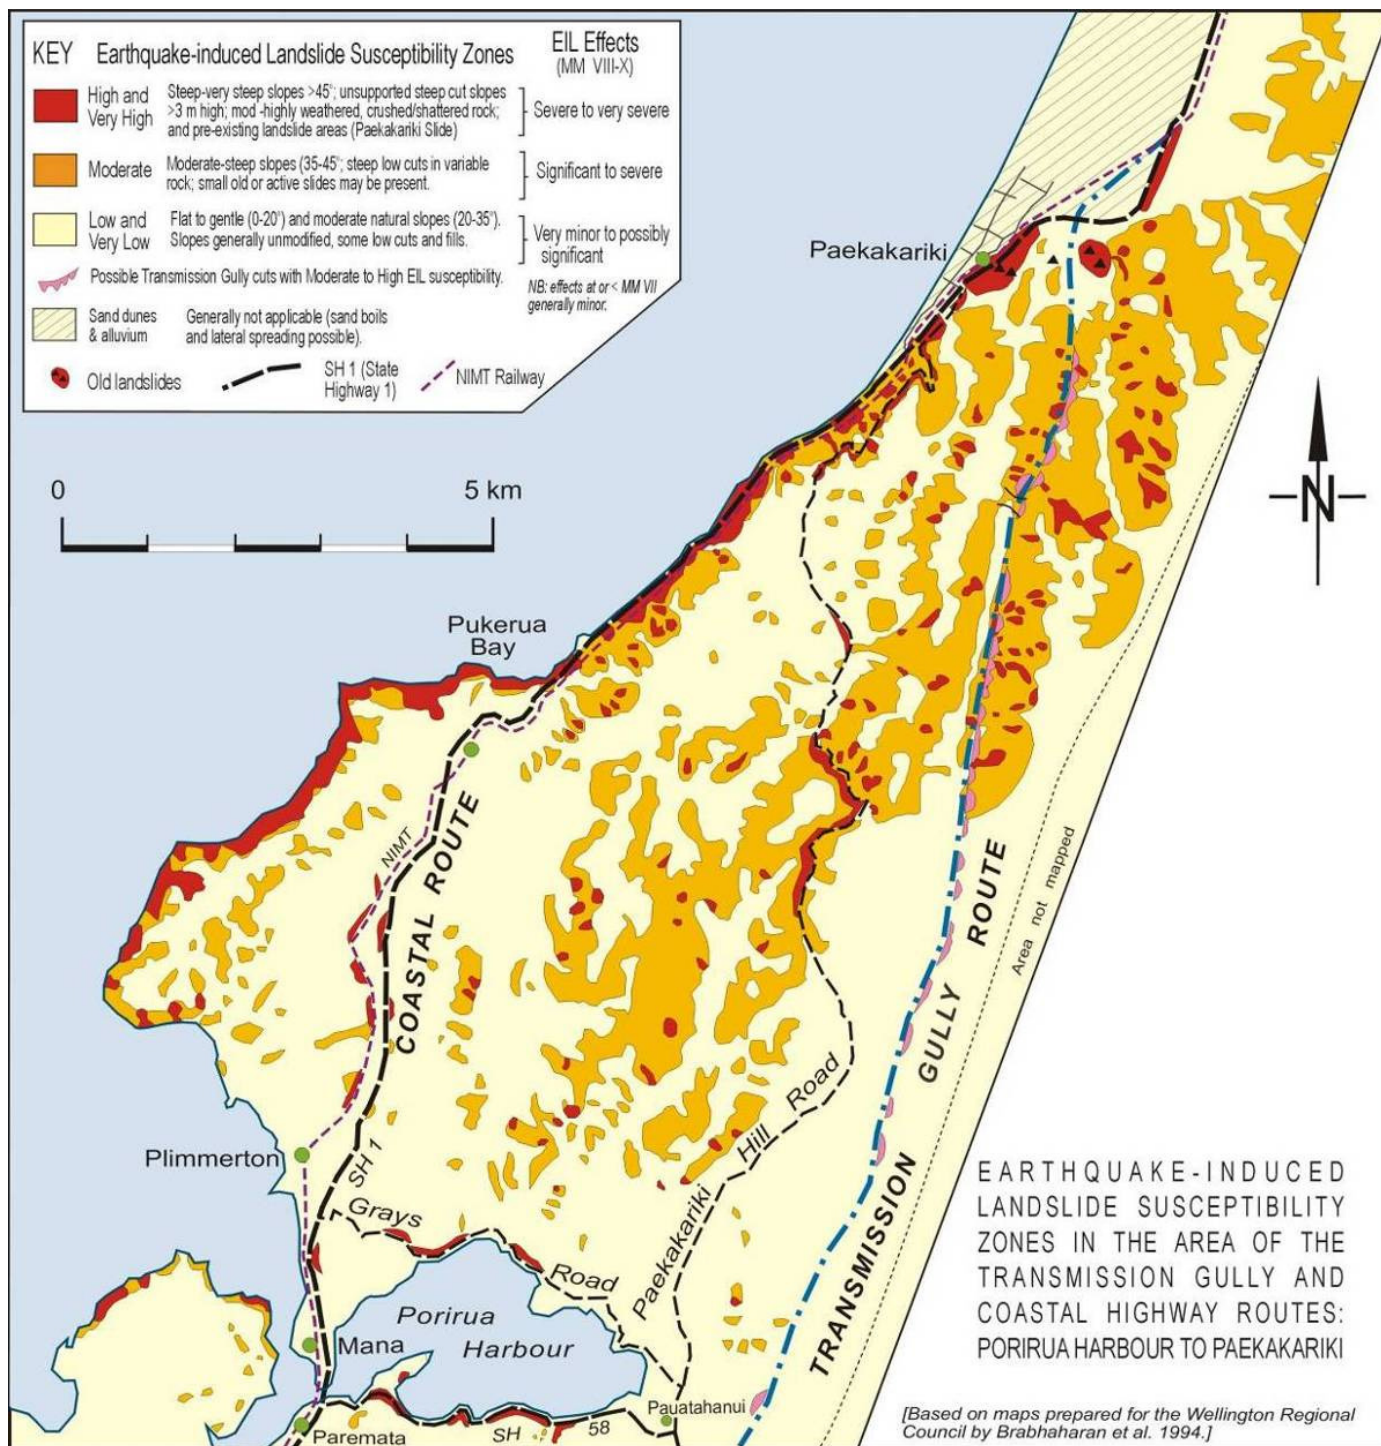 KEY Earthquake-induced Landslide Susceptibility Zones
EIL Effects
(MM VIII-X)
High and
Very High
Steep-very steep slopes >45°; unsupported steep cut slopes
>3 m high; mod -highly weathered, crushed/shattered rock;
and pre-existing landslide areas (Paekakariki Slide)
Severe to very severe
Moderate
Moderate-steep slopes (35-45°; steep low cuts in variable
rock; small old or active slides may be present.
Significant to severe
Low and
Very Low
Flat to gentle (0-20°) and moderate natural slopes (20-35°).
Slopes generally unmodified, some low cuts and fills.
Very minor to possibly
significant
Possible Transmission Gully cuts with Moderate to High EIL susceptibility.
NB: effects at or < MM VII
generally minor.
Sand dunes
& alluvium
Generally not applicable (sand boils
and lateral spreading possible).
Old landslides
SH 1 (State
Highway 1)
NIMT Railway
0 5 km
N
Paekakariki
Pukerua
Bay
NIMT
COASTAL ROUTE
SH 1
Plimmerton
Grays
Road
Paekakariki Hill Road
Porirua
Harbour
Mana
Paremata
SH 58
Pauatahanui
TRANSMISSION GULLY ROUTE
Area not mapped
EARTHQUAKE-INDUCED
LANDSLIDE SUSCEPTIBILITY
ZONES IN THE AREA OF THE
TRANSMISSION GULLY AND
COASTAL HIGHWAY ROUTES:
PORIRUA HARBOUR TO PAEKAKARIKI
[Based on maps prepared for the Wellington Regional
Council by Brabhaharan et al. 1994.]